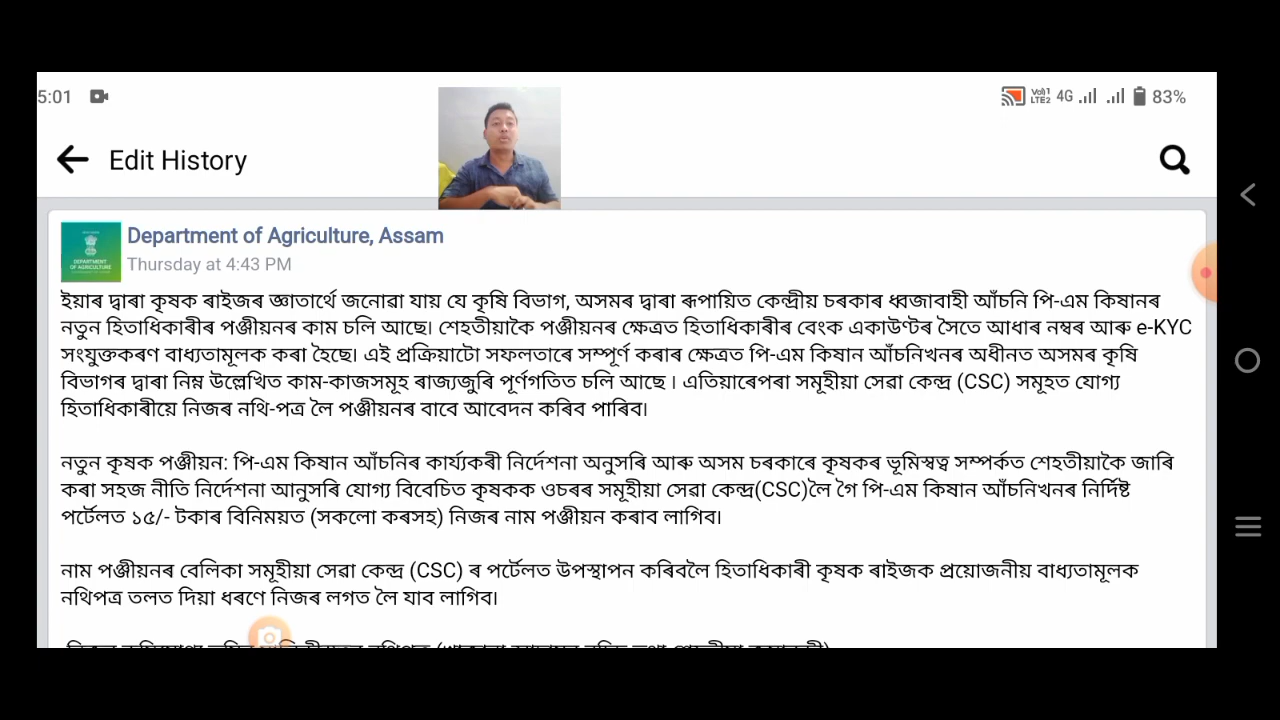 5:01
Vo)1 LTE2 4G 83%
Edit History
DEPARTMENT OF AGRICULTURE
Department of Agriculture, Assam
Thursday at 4:43 PM
ইয়াৰ দ্বাৰা কৃষক ৰাইজৰ জ্ঞাতাৰ্থে জনোৱা যায় যে কৃষি বিভাগ, অসমৰ দ্বাৰা ৰূপায়িত কেন্দ্ৰীয় চৰকাৰ ধ্বজাবাহী আঁচনি পি-এম কিষানৰ
নতুন হিতাধিকাৰীৰ পঞ্জীয়নৰ কাম চলি আছে। শেহতীয়াকৈ পঞ্জীয়নৰ ক্ষেত্ৰত হিতাধিকাৰীৰ বেংক একাউণ্টৰ সৈতে আধাৰ নম্বৰ আৰু e-KYC
সংযুক্তকৰণ বাধ্যতামূলক কৰা হৈছে। এই প্ৰক্ৰিয়াটো সফলতাৰে সম্পূৰ্ণ কৰাৰ ক্ষেত্ৰত পি-এম কিষান আঁচনিখনৰ অধীনত অসমৰ কৃষি
বিভাগৰ দ্বাৰা নিম্ন উল্লেখিত কাম-কাজসমূহ ৰাজ্যজুৰি পূৰ্ণগতিত চলি আছে । এতিয়াৰেপৰা সমূহীয়া সেৱা কেন্দ্ৰ (CSC) সমূহত যোগ্য
হিতাধিকাৰীয়ে নিজৰ নথি-পত্ৰ লৈ পঞ্জীয়নৰ বাবে আবেদন কৰিব পাৰিব।
নতুন কৃষক পঞ্জীয়ন: পি-এম কিষান আঁচনিৰ কাৰ্য্যকৰী নিৰ্দেশনা অনুসৰি আৰু অসম চৰকাৰে কৃষকৰ ভূমিস্বত্ব সম্পৰ্কত শেহতীয়াকৈ জাৰি
কৰা সহজ নীতি নিৰ্দেশনা আনুসৰি যোগ্য বিবেচিত কৃষকক ওচৰৰ সমূহীয়া সেৱা কেন্দ্ৰ(CSC)লৈ গৈ পি-এম কিষান আঁচনিখনৰ নিৰ্দিষ্ট
পৰ্টেলত ১৫/- টকাৰ বিনিময়ত (সকলো কৰসহ) নিজৰ নাম পঞ্জীয়ন কৰাব লাগিব।
নাম পঞ্জীয়নৰ বেলিকা সমূহীয়া সেৱা কেন্দ্ৰ (CSC) ৰ পৰ্টেলত উপস্থাপন কৰিবলৈ হিতাধিকাৰী কৃষক ৰাইজক প্ৰয়োজনীয় বাধ্যতামূলক
নথিপত্ৰ তলত দিয়া ধৰণে নিজৰ লগত লৈ যাব লাগিব।